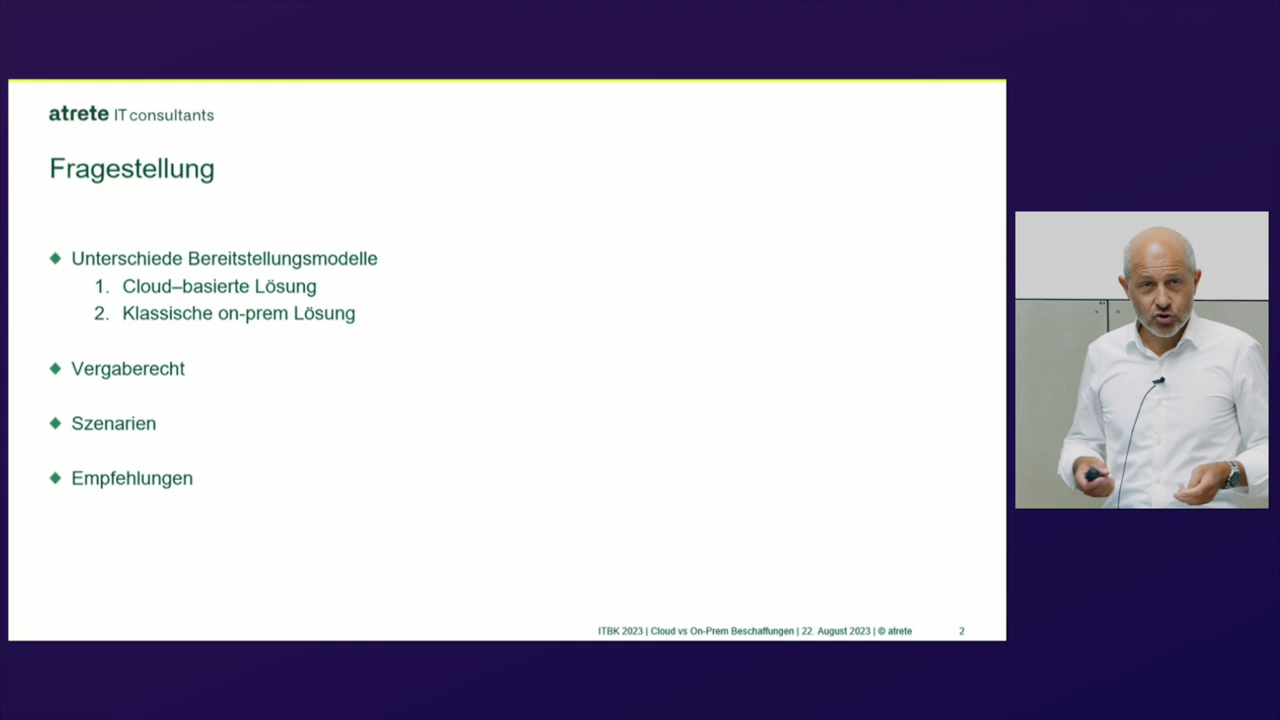 atrete IT consultants
Fragestellung
◆ Unterschiede Bereitstellungsmodelle
1. Cloud–basierte Lösung
2. Klassische on-prem Lösung
◆ Vergaberecht
◆ Szenarien
◆ Empfehlungen
ITBK 2023 | Cloud vs On-Prem Beschaffungen | 22. August 2023 | © atrete 2